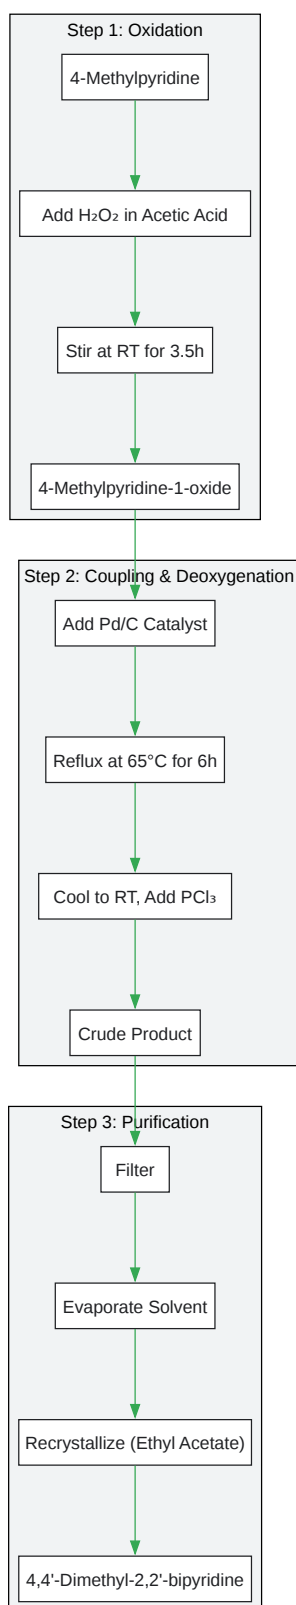 Step 1: Oxidation
4-Methylpyridine
Add H₂O₂ in Acetic Acid
Stir at RT for 3.5h
4-Methylpyridine-1-oxide
Step 2: Coupling & Deoxygenation
Add Pd/C Catalyst
Reflux at 65°C for 6h
Cool to RT, Add PCl₃
Crude Product
Step 3: Purification
Filter
Evaporate Solvent
Recrystallize (Ethyl Acetate)
4,4'-Dimethyl-2,2'-bipyridine